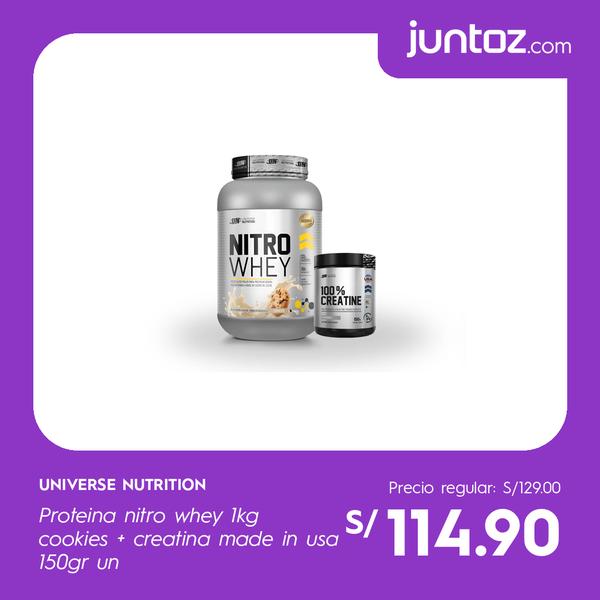 juntoz.com
UN
NITRO
WHEY
100%
CREATINE
UNIVERSE NUTRITION
Precio regular: S/129.00
Proteina nitro whey 1kg
cookies + creatina made in usa
150gr un
S/ 114.90